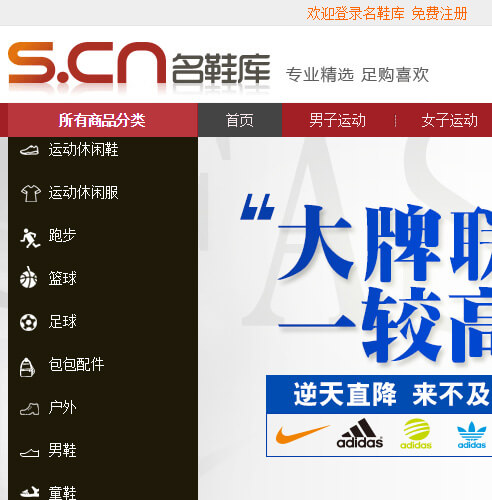 欢迎登录名鞋库 免费注册
s.cn名鞋库 专业精选 足购喜欢
所有商品分类 首页 男子运动 女子运动
运动休闲鞋
运动休闲服
跑步
篮球
足球
包包配件
户外
男鞋
童鞋
“大牌联
一较高
逆天直降 来不及
adidas adidas adidas